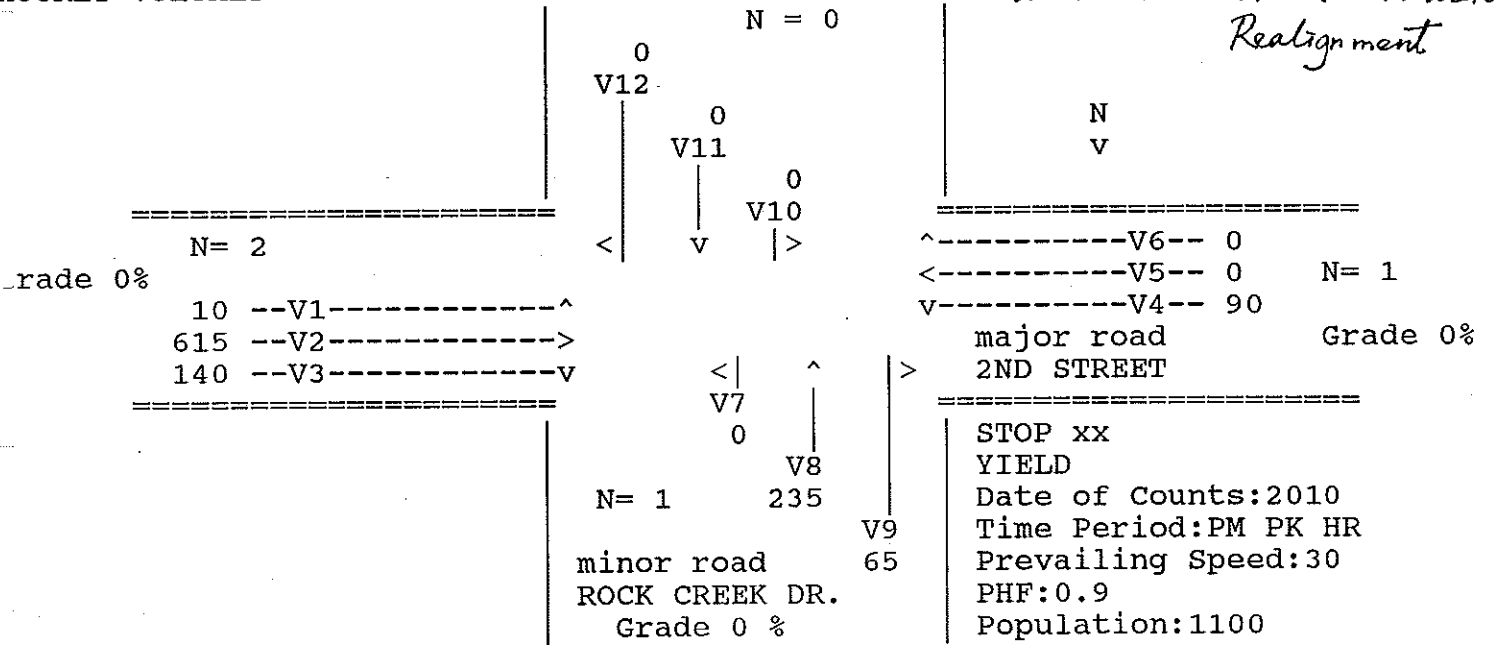 N = 0
Realignment
0
V12
0
N
V11
v
0
======================
V10
======================
N= 2
<| v |>
^----------V6-- 0
rade 0%
<----------V5-- 0 N= 1
10 --V1------------^
v----------V4-- 90
615 --V2------------>
major road Grade 0%
140 --V3------------v
<| ^ |> 2ND STREET
======================
V7
======================
0
STOP xx
V8
YIELD
N= 1 235
Date of Counts:2010
V9
Time Period:PM PK HR
minor road 65
Prevailing Speed:30
ROCK CREEK DR.
PHF:0.9
Grade 0 %
Population:1100